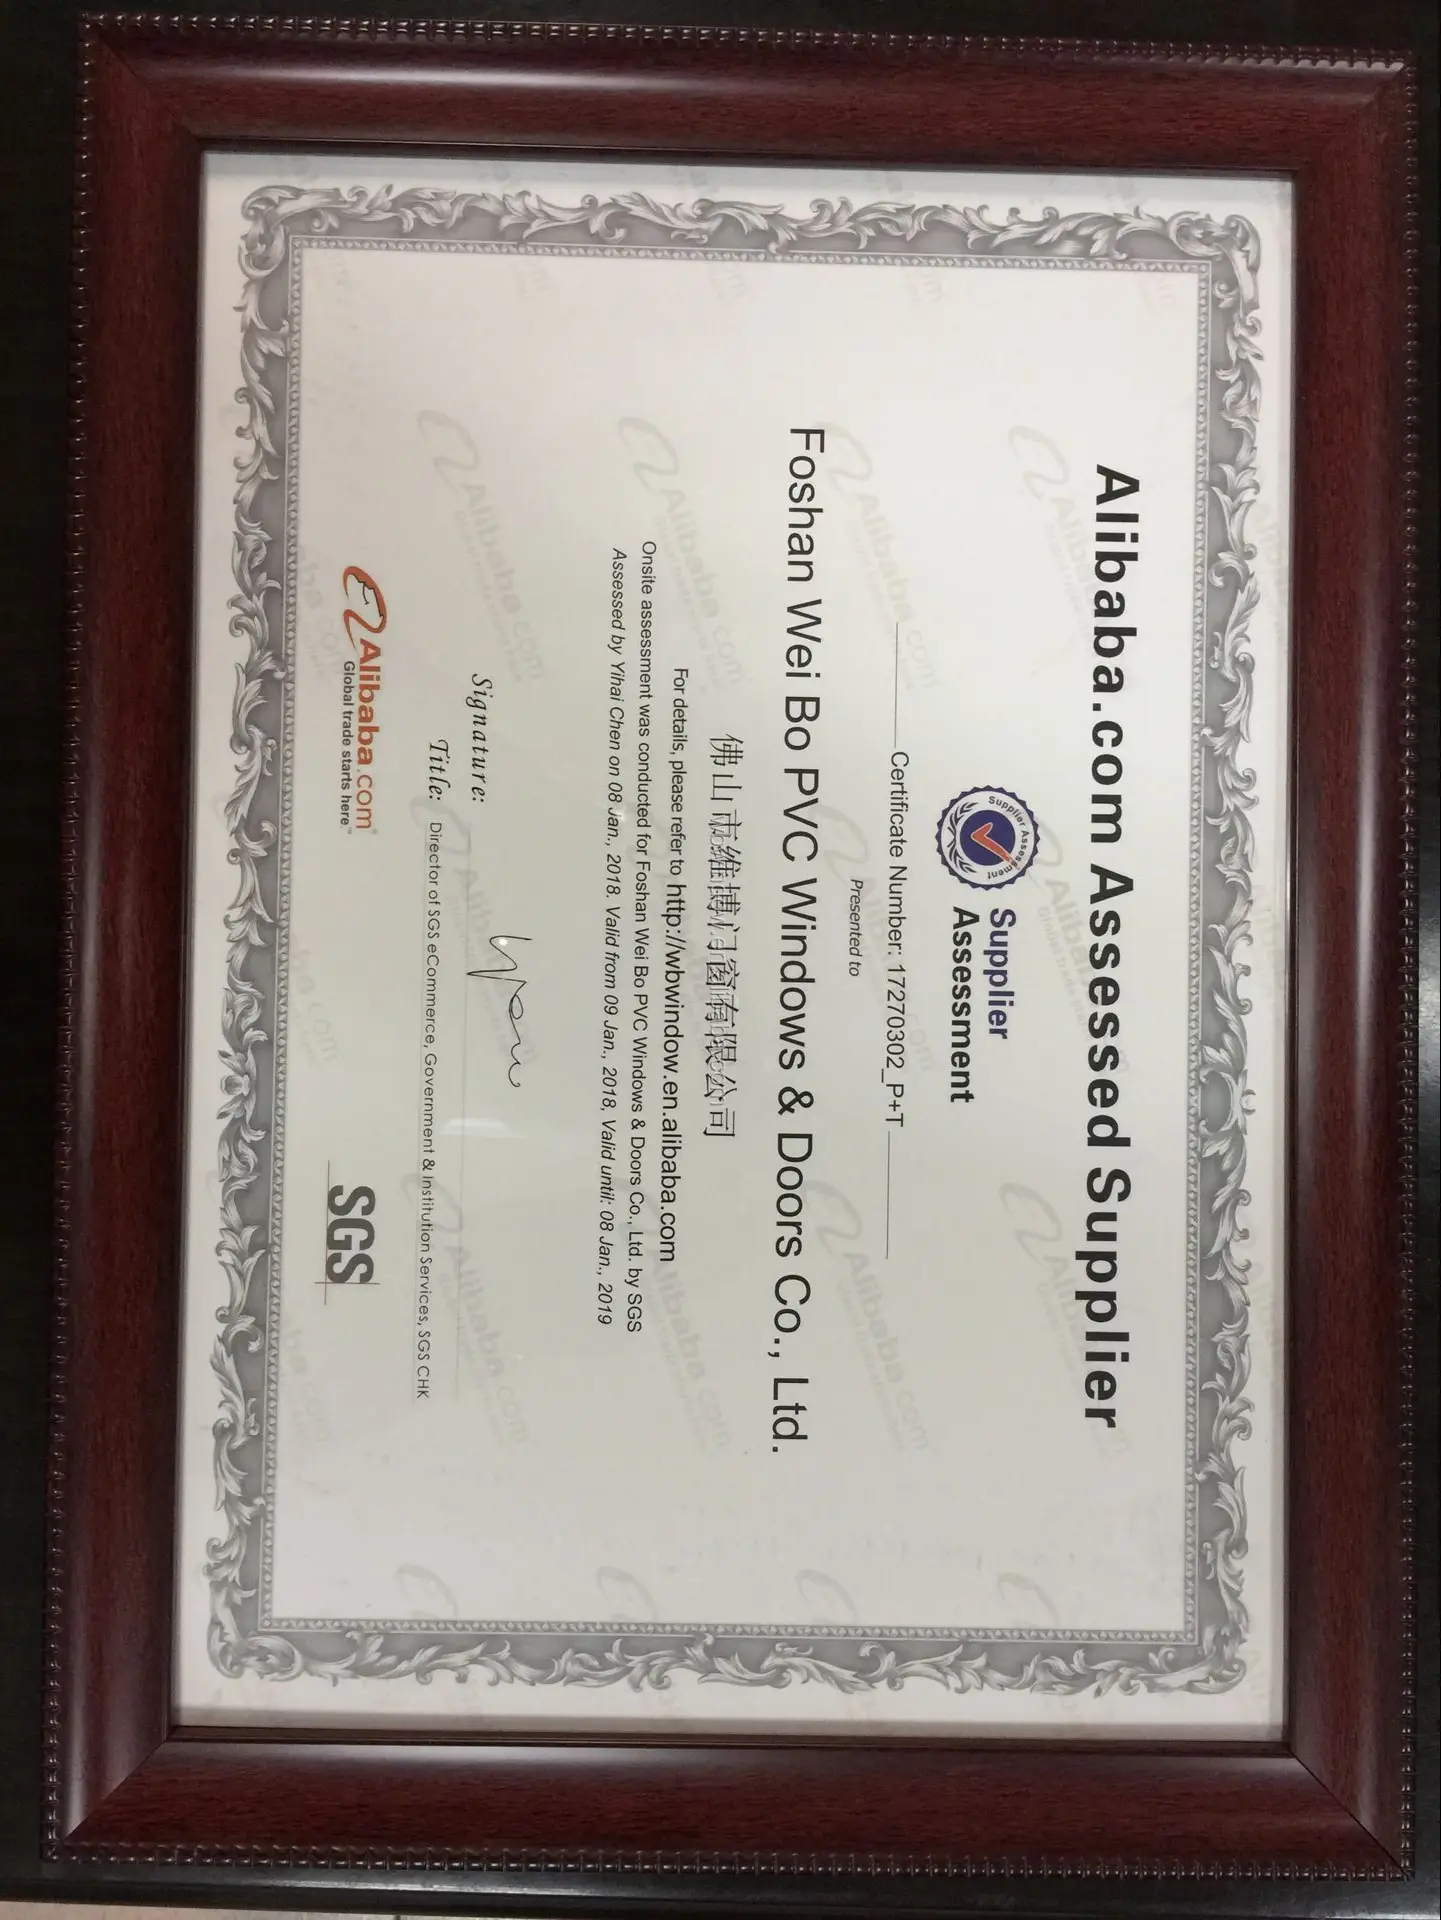 Alibaba.com Assessed Supplier
Supplier Assessment
Supplier
Assessment
Certificate Number: 17270302_P+T
Presented to
Foshan Wei Bo PVC Windows & Doors Co., Ltd.
佛山市维博门窗有限公司
For details, please refer to http://wbwindow.en.alibaba.com
Onsite assessment was conducted for Foshan Wei Bo PVC Windows & Doors Co., Ltd. by SGS
Assessed by Yihai Chen on 08 Jan., 2018. Valid from 09 Jan., 2018, Valid until: 08 Jan., 2019
Signature:
Title: Director of SGS eCommerce, Government & Institution Services, SGS CHK
Alibaba.com®
Global trade starts here.™
SGS